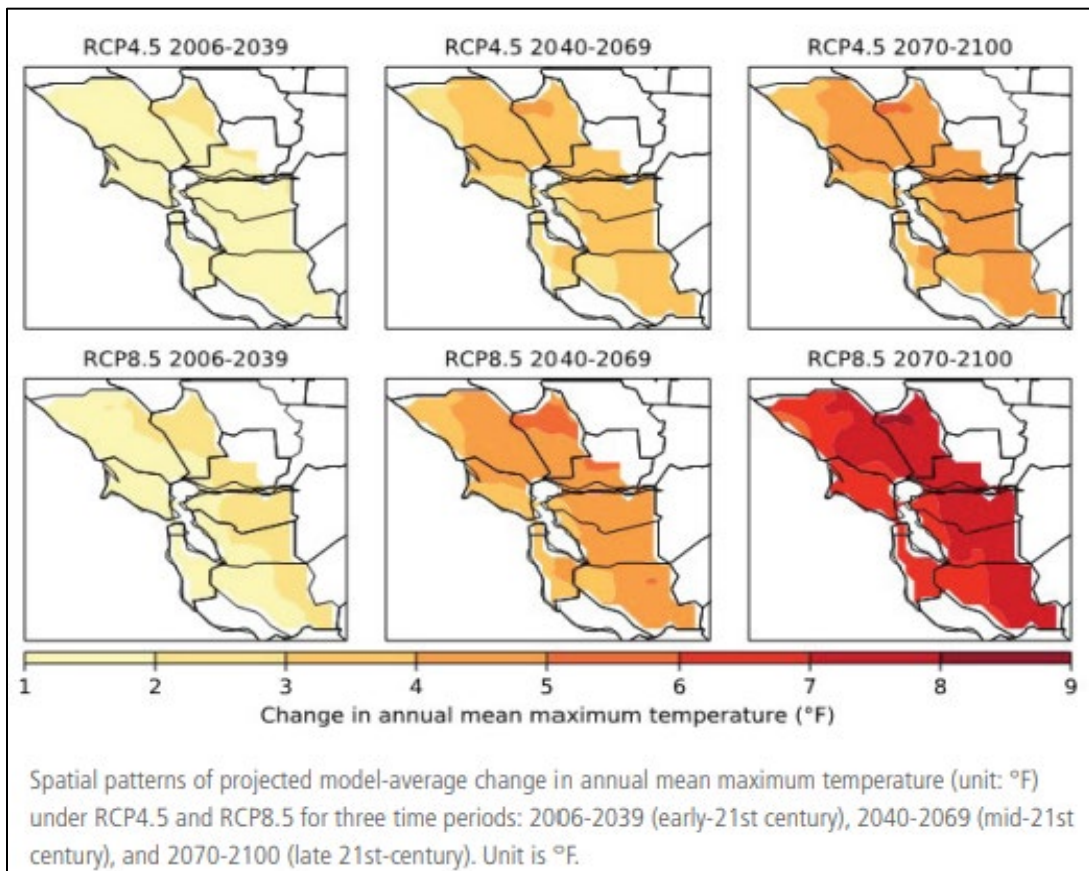 RCP4.5 2006-2039 RCP4.5 2040-2069 RCP4.5 2070-2100
RCP8.5 2006-2039 RCP8.5 2040-2069 RCP8.5 2070-2100
1 2 3 4 5 6 7 8 9
Change in annual mean maximum temperature (°F)
Spatial patterns of projected model-average change in annual mean maximum temperature (unit: °F)
under RCP4.5 and RCP8.5 for three time periods: 2006-2039 (early-21st century), 2040-2069 (mid-21st
century), and 2070-2100 (late 21st-century). Unit is °F.